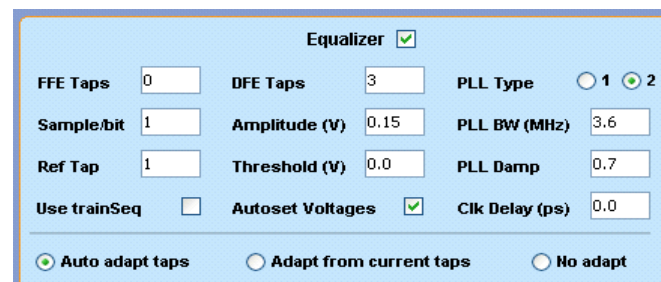 Equalizer
FFE Taps 0 DFE Taps 3 PLL Type 1 2
Sample/bit 1 Amplitude (V) 0.15 PLL BW (MHz) 3.6
Ref Tap 1 Threshold (V) 0.0 PLL Damp 0.7
Use trainSeq Autoset Voltages Clk Delay (ps) 0.0
Auto adapt taps Adapt from current taps No adapt